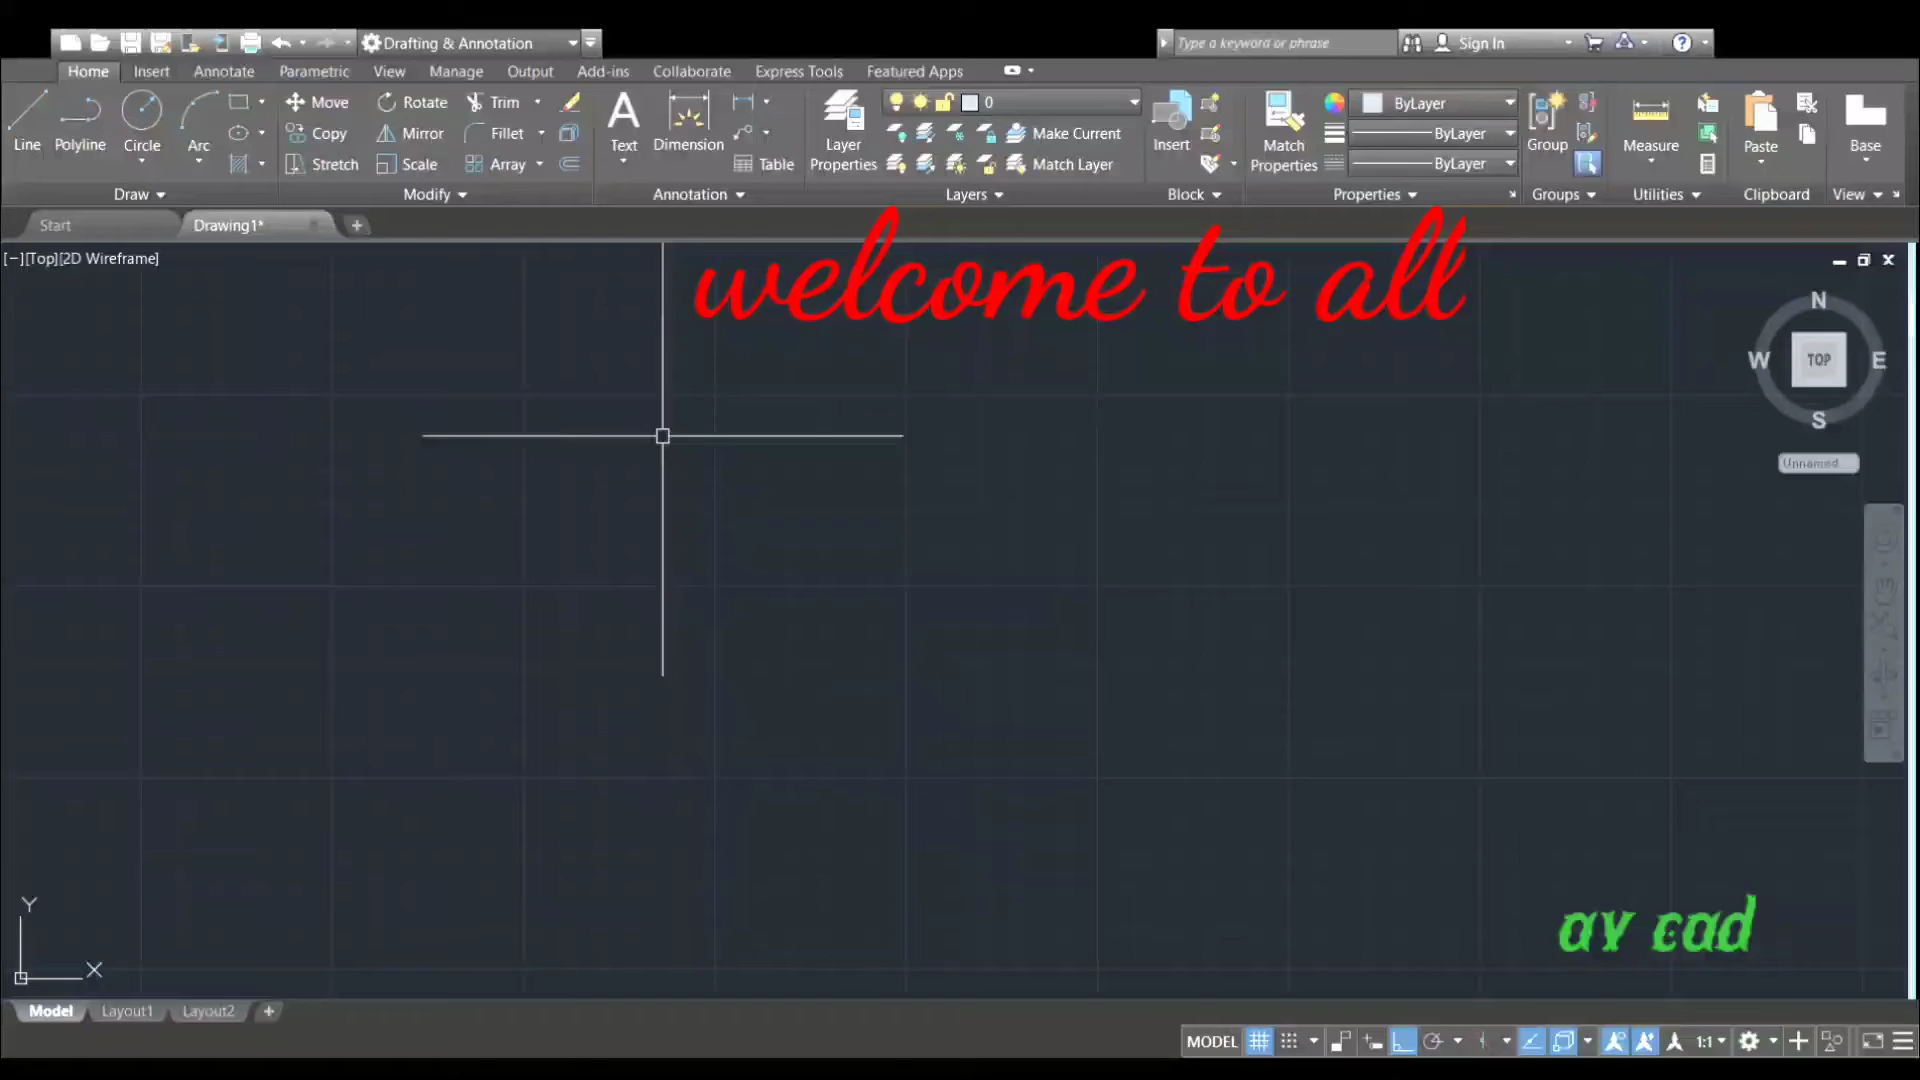 Drafting & Annotation
Type a keyword or phrase
Sign In
Home Insert Annotate Parametric View Manage Output Add-ins Collaborate Express Tools Featured Apps
Move Rotate Trim 0 ByLayer
Copy Mirror Fillet Make Current ByLayer
Line Polyline Circle Arc Text Dimension Layer Properties Insert Match Properties Group Measure Paste Base
Stretch Scale Array Table Match Layer ByLayer
Draw Modify Annotation Layers Block Properties Groups Utilities Clipboard View
Start Drawing1*
[−][Top][2D Wireframe]
welcome to all
N
W TOP E
S
Unnamed
Y
X
av cad
Model Layout1 Layout2
MODEL 1:1